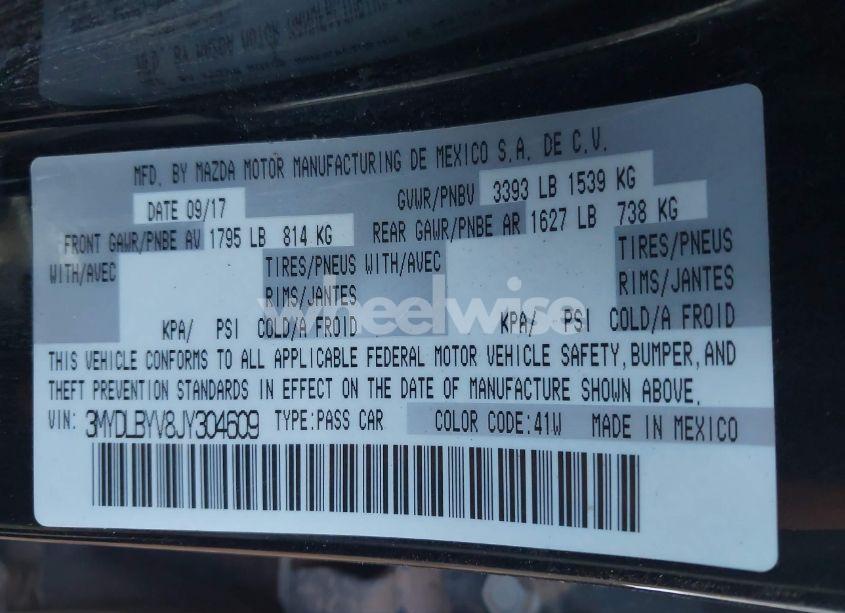 MFD. BY MAZDA MOTOR MANUFACTURING DE MEXICO S.A. DE C.V.
DATE 09/17 GVWR/PNBV 3393 LB 1539 KG
FRONT GAWR/PNBE AV 1795 LB 814 KG REAR GAWR/PNBE AR 1627 LB 738 KG
WITH/AVEC TIRES/PNEUS WITH/AVEC TIRES/PNEUS
RIMS/JANTES RIMS/JANTES
wheelwise
KPA/ PSI COLD/A FROID KPA/ PSI COLD/A FROID
THIS VEHICLE CONFORMS TO ALL APPLICABLE FEDERAL MOTOR VEHICLE SAFETY, BUMPER, AND
THEFT PREVENTION STANDARDS IN EFFECT ON THE DATE OF MANUFACTURE SHOWN ABOVE.
VIN: 3MYDLBYV8JY304609 TYPE:PASS CAR COLOR CODE:41W MADE IN MEXICO